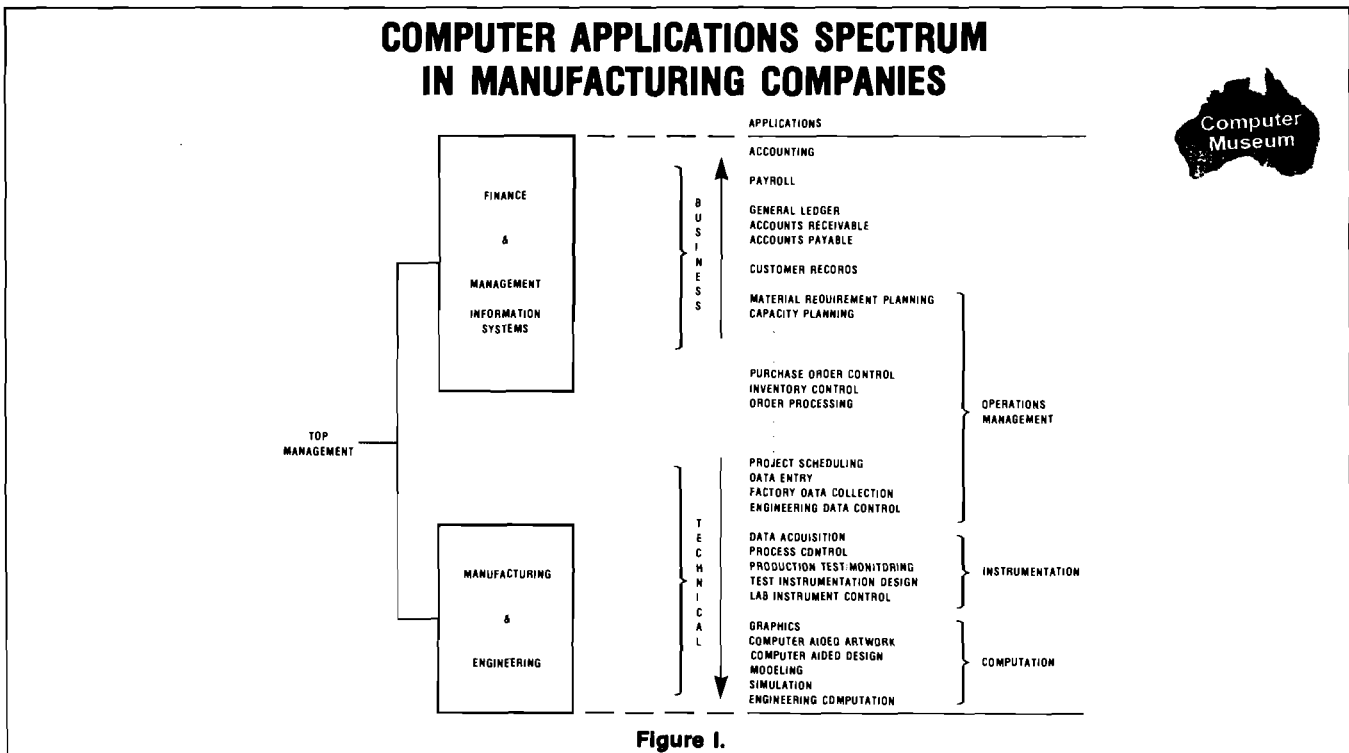 COMPUTER APPLICATIONS SPECTRUM
IN MANUFACTURING COMPANIES
Computer
Museum
TOP
MANAGEMENT
FINANCE
&
MANAGEMENT
INFORMATION
SYSTEMS
MANUFACTURING
&
ENGINEERING
BUSINESS
TECHNICAL
APPLICATIONS
ACCOUNTING
PAYROLL
GENERAL LEDGER
ACCOUNTS RECEIVABLE
ACCOUNTS PAYABLE
CUSTOMER RECORDS
MATERIAL REQUIREMENT PLANNING
CAPACITY PLANNING
PURCHASE ORDER CONTROL
INVENTORY CONTROL
ORDER PROCESSING
PROJECT SCHEDULING
DATA ENTRY
FACTORY DATA COLLECTION
ENGINEERING DATA CONTROL
OPERATIONS
MANAGEMENT
DATA ACQUISITION
PROCESS CONTROL
PRODUCTION TEST/MONITORING
TEST INSTRUMENTATION DESIGN
LAB INSTRUMENT CONTROL
INSTRUMENTATION
GRAPHICS
COMPUTER AIDED ARTWORK
COMPUTER AIDED DESIGN
MODELING
SIMULATION
ENGINEERING COMPUTATION
COMPUTATION
Figure I.